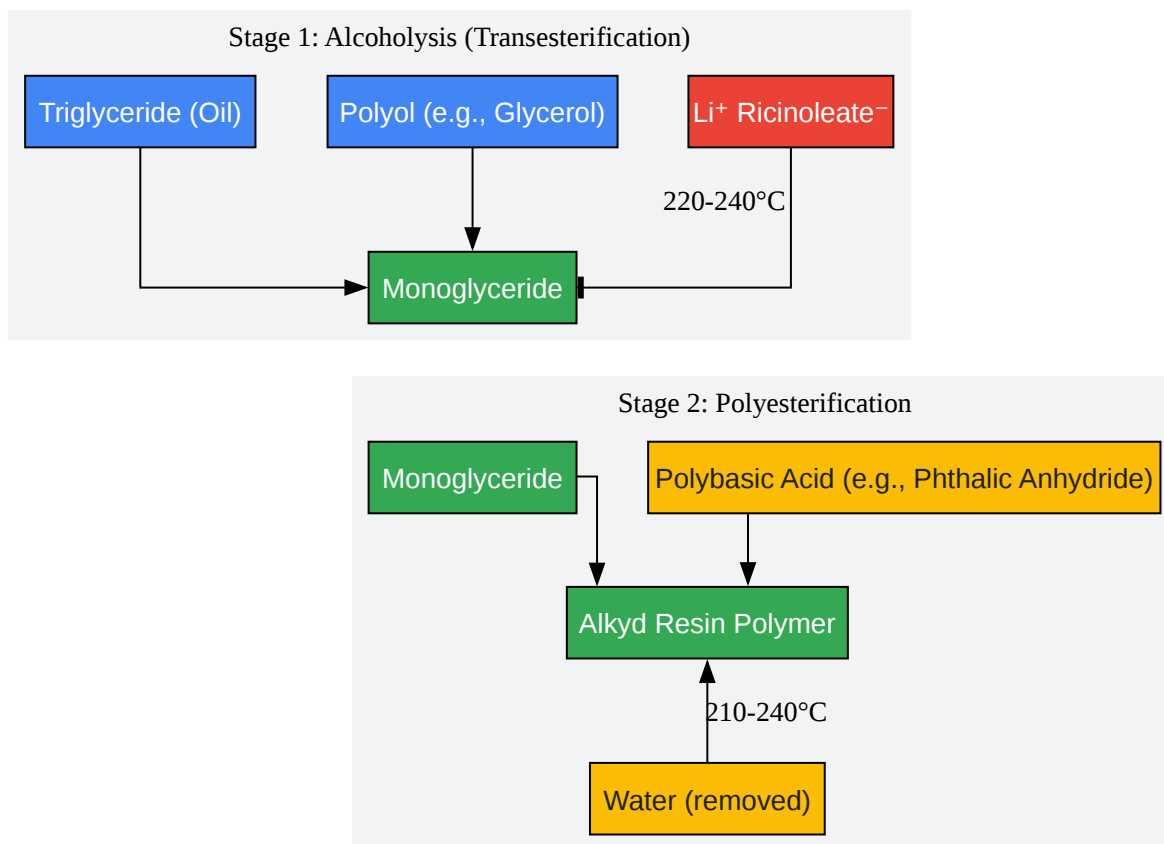 Stage 1: Alcoholysis (Transesterification)
Triglyceride (Oil)
Polyol (e.g., Glycerol)
Li⁺ Ricinoleate⁻
220-240°C
Monoglyceride
Stage 2: Polyesterification
Monoglyceride
Polybasic Acid (e.g., Phthalic Anhydride)
Alkyd Resin Polymer
210-240°C
Water (removed)